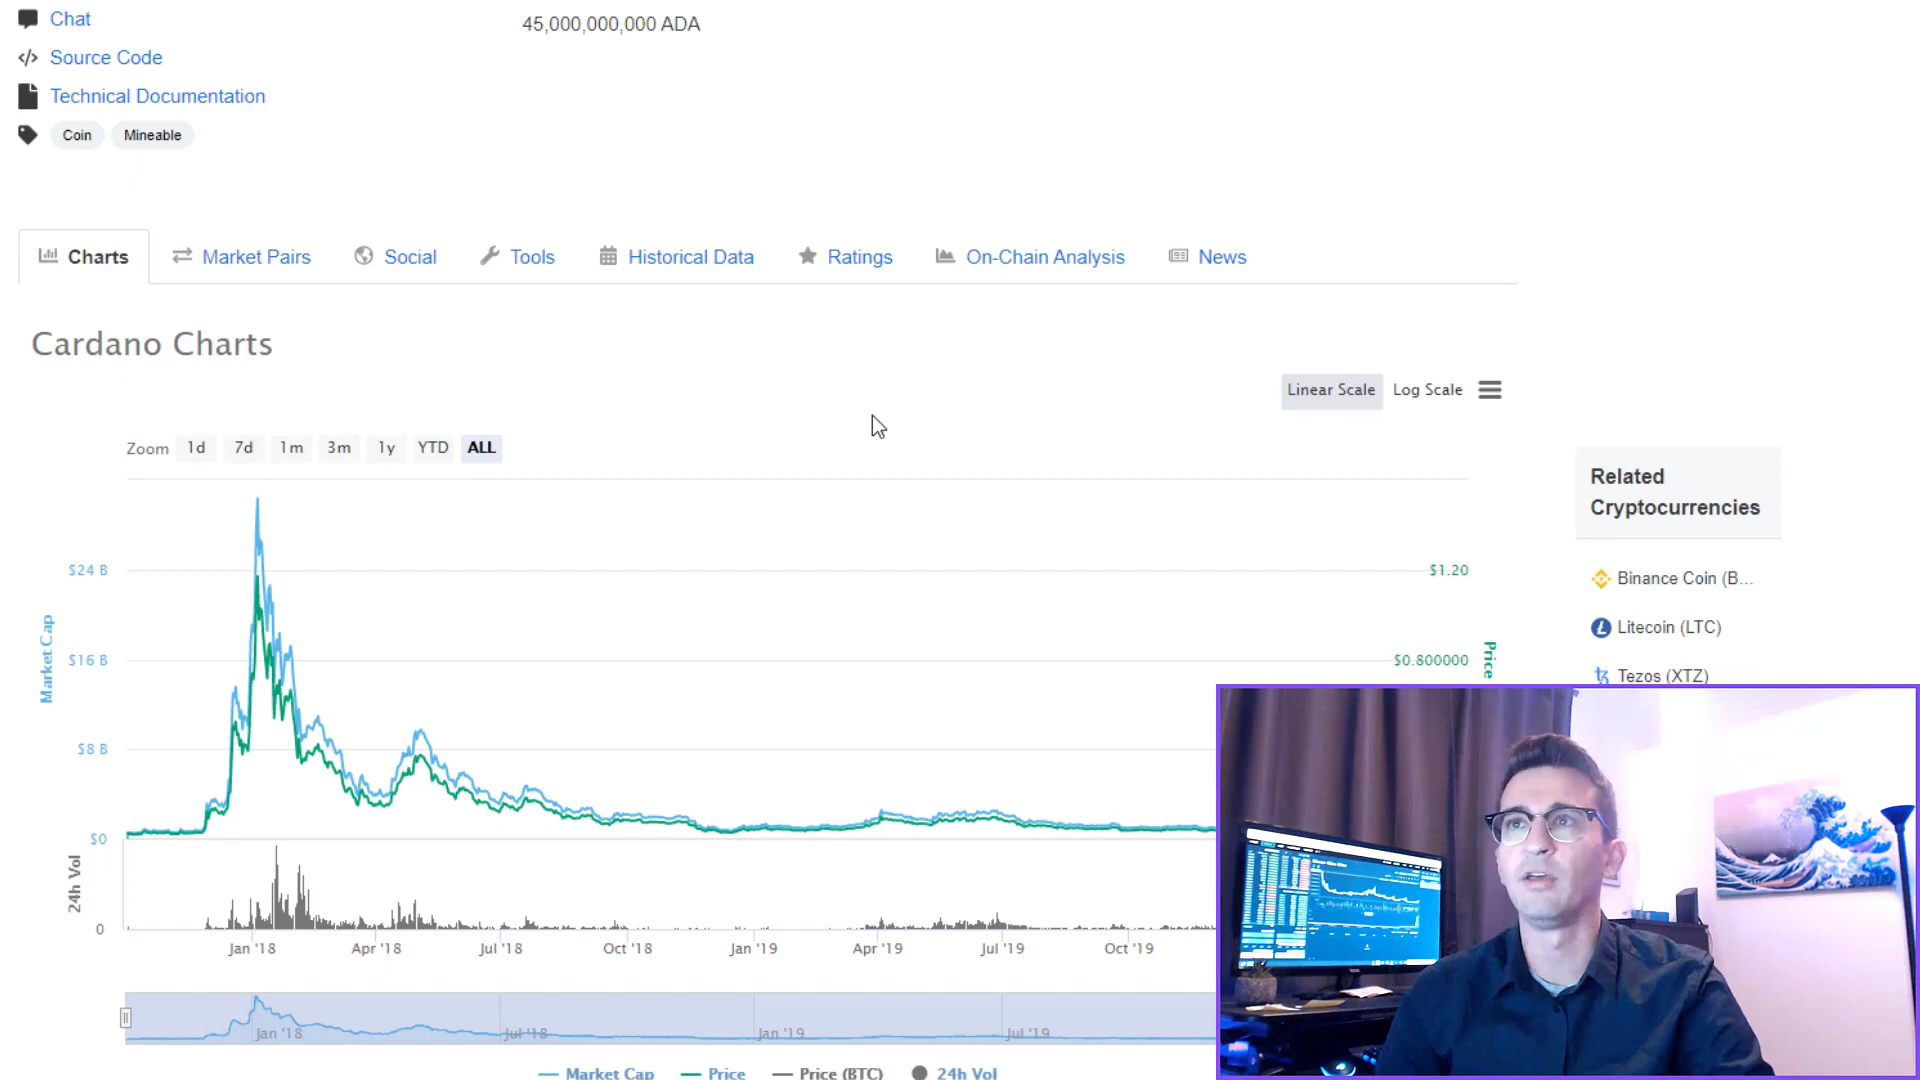 Chat
45,000,000,000 ADA
Source Code
Technical Documentation
Coin Mineable
Charts Market Pairs Social Tools Historical Data Ratings On-Chain Analysis News
Cardano Charts
Linear Scale Log Scale
Zoom 1d 7d 1m 3m 1y YTD ALL
Related
Cryptocurrencies
Binance Coin (B...
Litecoin (LTC)
Tezos (XTZ)
$24 B
$16 B
$8 B
$0
Market Cap
$1.20
$0.800000
Price
24h Vol
0
Jan '18 Apr '18 Jul '18 Oct '18 Jan '19 Apr '19 Jul '19 Oct '19
Jan '18 Jul '18 Jan '19 Jul '19
Market Cap Price Price (BTC) 24h Vol